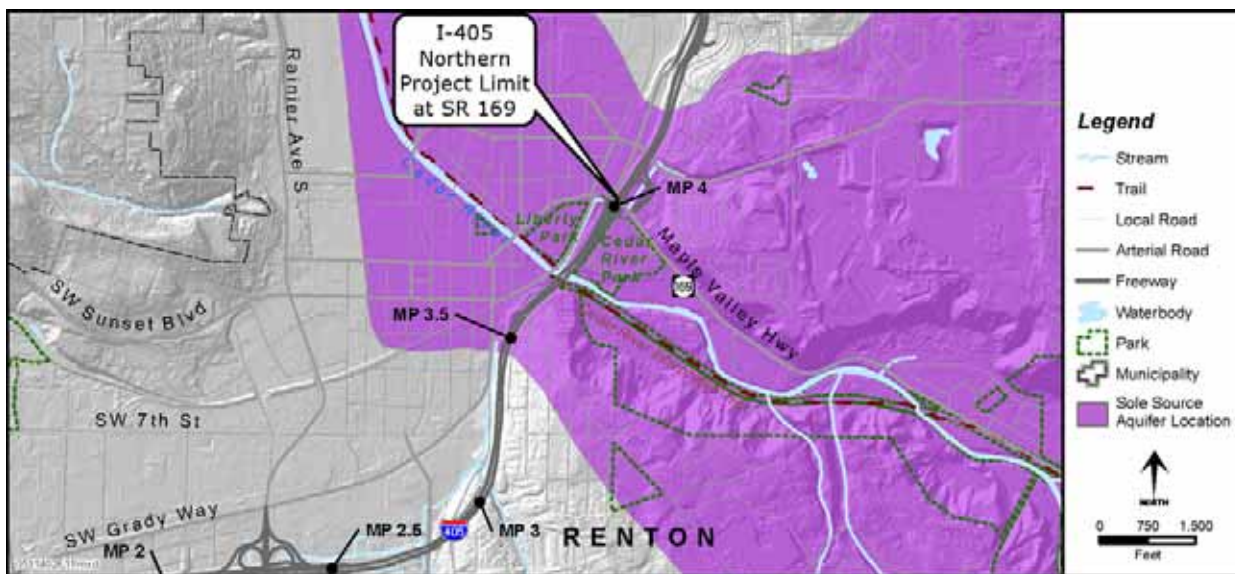 I-405
Northern
Project Limit
at SR 169
Rainier Ave S
MP 4
Liberty
Park
Cedar
River
Park
Maple Valley Hwy
169
SW Sunset Blvd
MP 3.5
SW 7th St
SW Grady Way
MP 2
MP 2.5
405
MP 3
RENTON
Legend
Stream
Trail
Local Road
Arterial Road
Freeway
Waterbody
Park
Municipality
Sole Source
Aquifer Location
NORTH
0 750 1,500
Feet